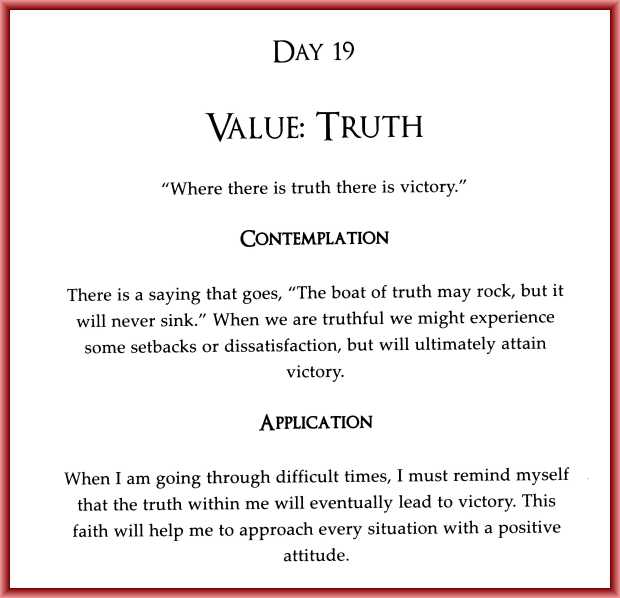 DAY 19
VALUE: TRUTH
“Where there is truth there is victory.”
CONTEMPLATION
There is a saying that goes, “The boat of truth may rock, but it
will never sink.” When we are truthful we might experience
some setbacks or dissatisfaction, but will ultimately attain
victory.
APPLICATION
When I am going through difficult times, I must remind myself
that the truth within me will eventually lead to victory. This
faith will help me to approach every situation with a positive
attitude.